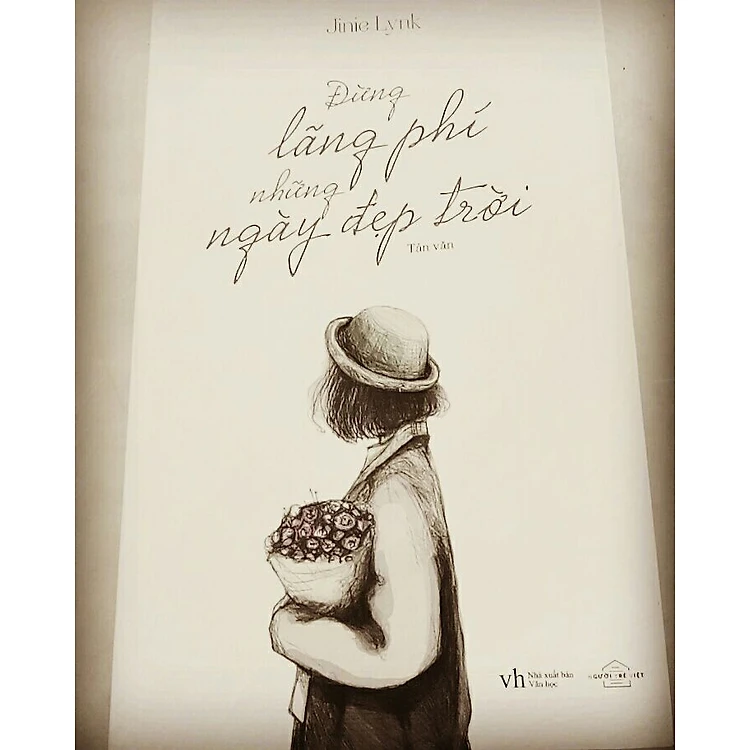 Jinie Lynk
Đừng
lãng phí
những
ngày đẹp trời
Tản văn
vh Nhà xuất bản
Văn học
NGƯỜI TRẺ VIỆT